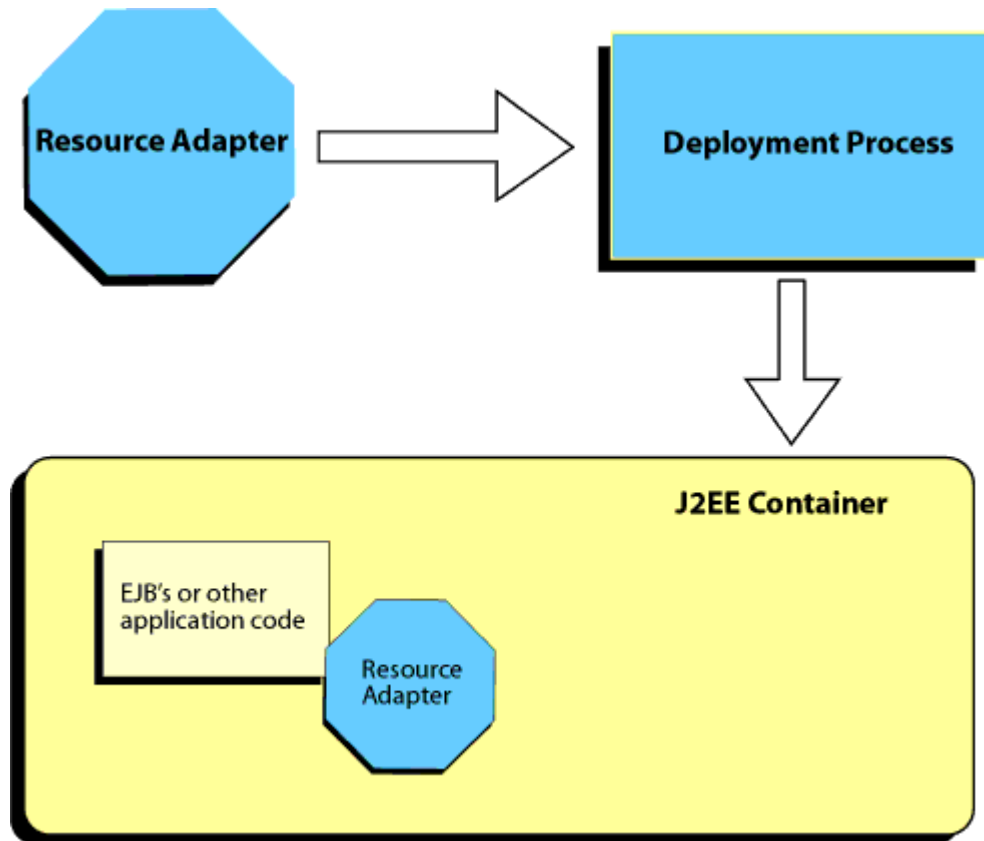 Resource Adapter
Deployment Process
J2EE Container
EJB's or other
application code
Resource
Adapter